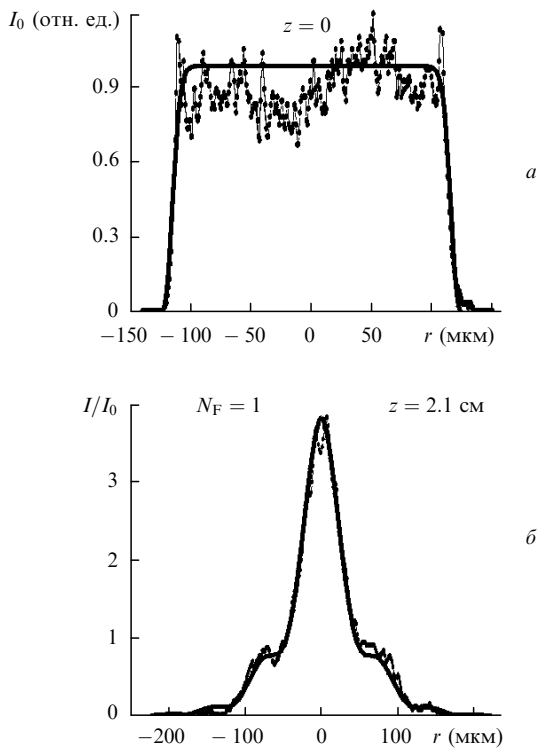 I₀ (отн. ед.)
z = 0
0.9
0.6
0.3
0
−150 − 100 − 50 0 50 r (мкм)
а
I/I₀ N_F = 1 z = 2.1 см
3
2
1
0
−200 − 100 0 100 r (мкм)
б